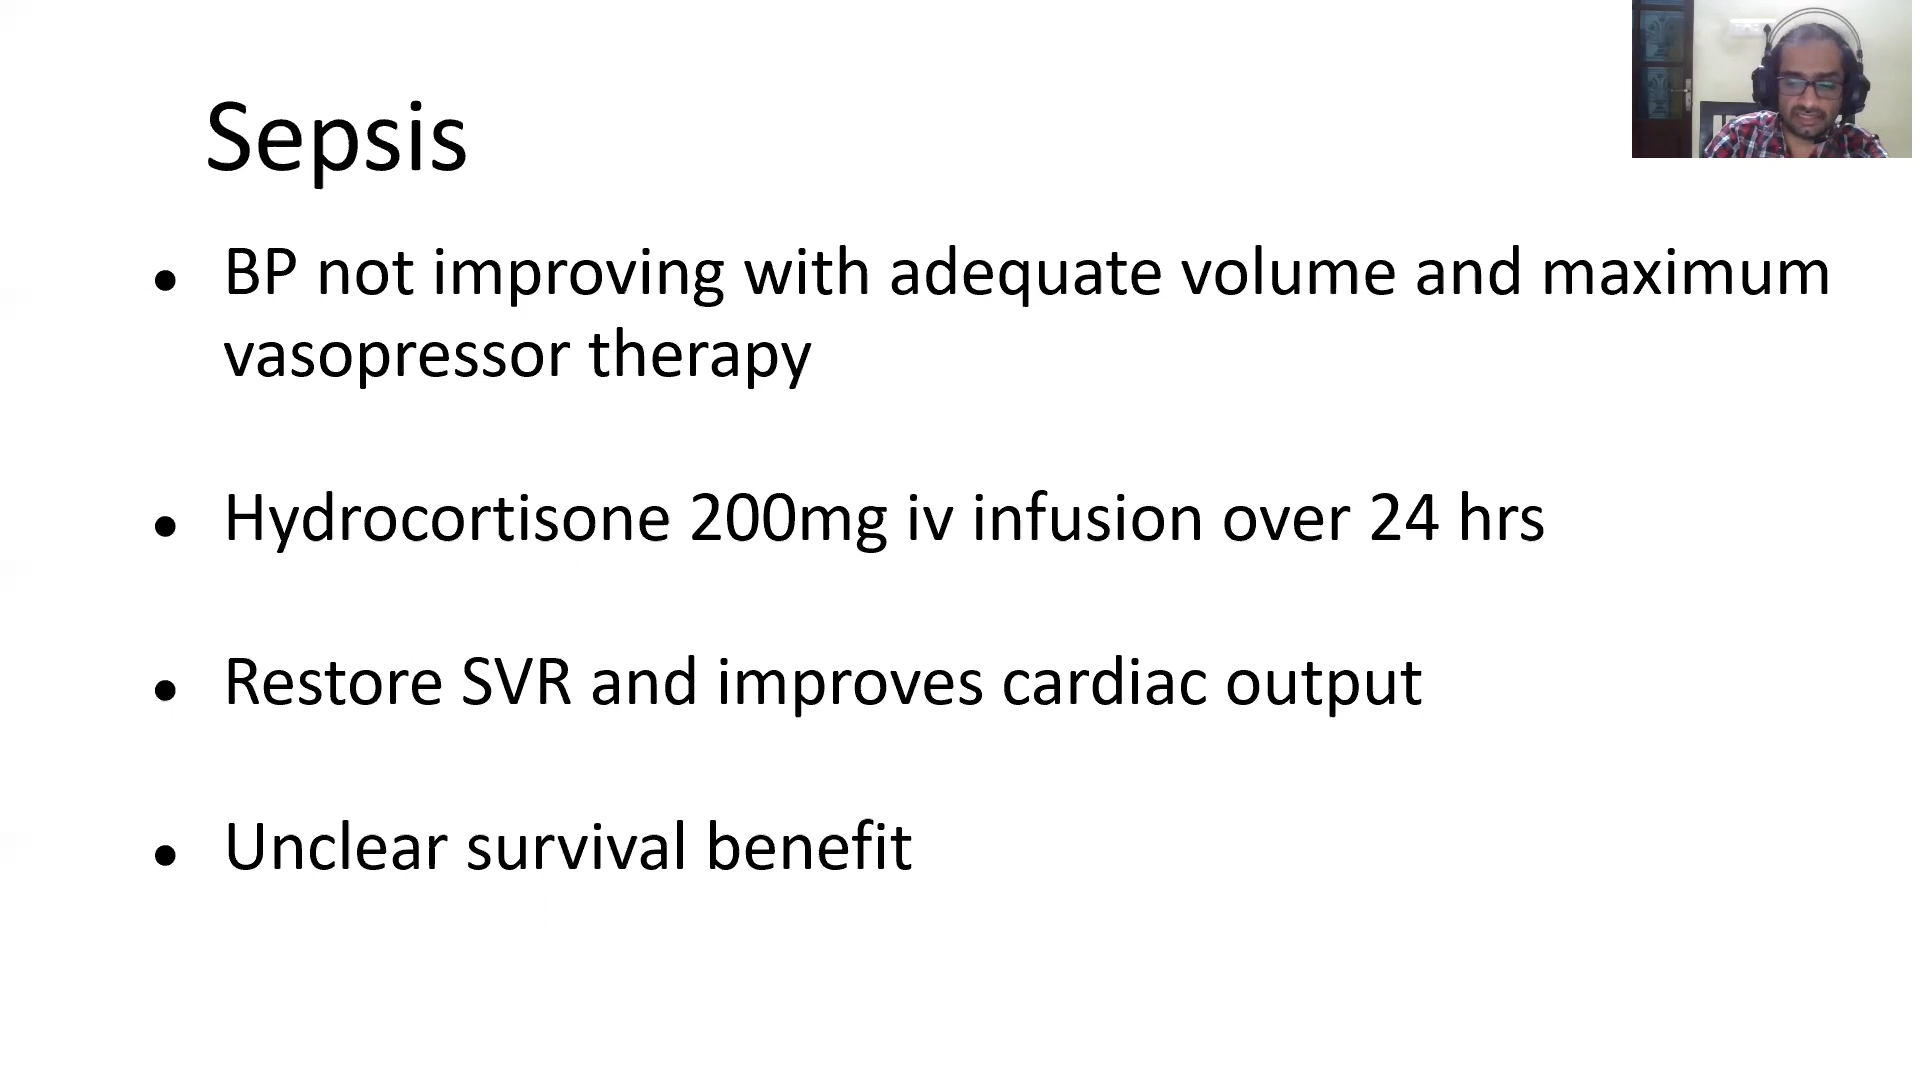 Sepsis
● BP not improving with adequate volume and maximum
vasopressor therapy
● Hydrocortisone 200mg iv infusion over 24 hrs
● Restore SVR and improves cardiac output
● Unclear survival benefit